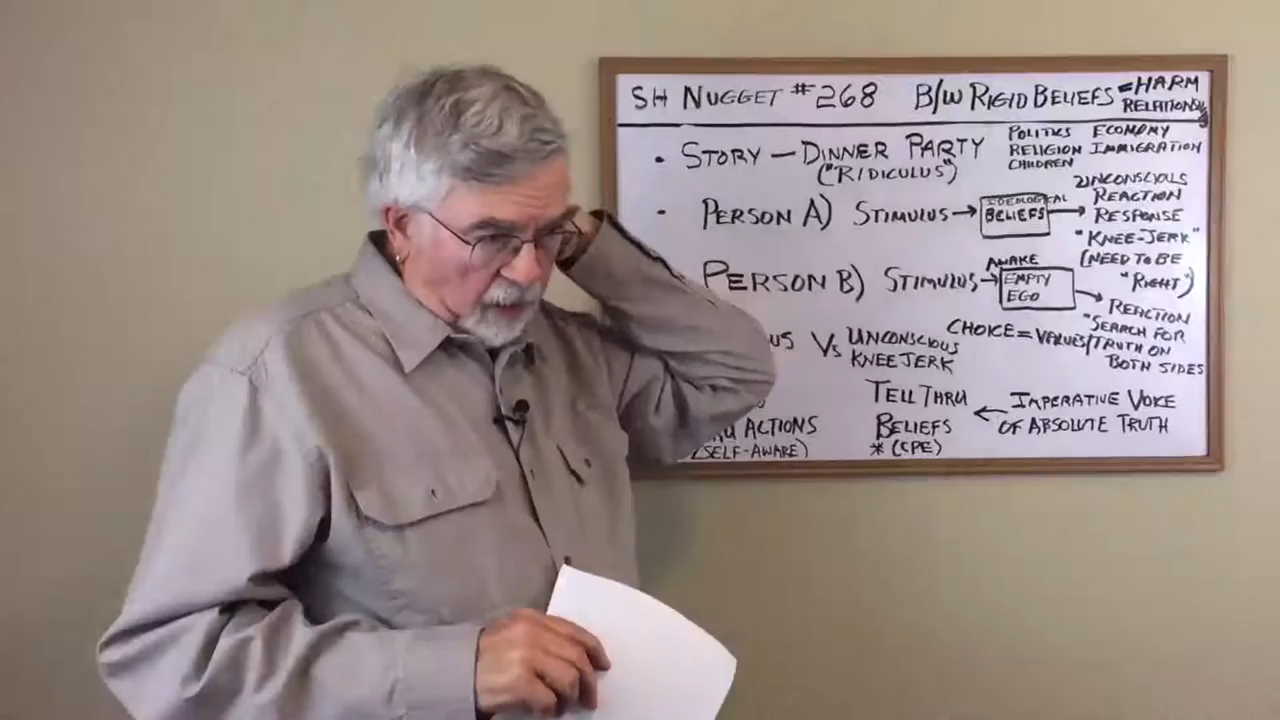 SH NUGGET #268 B/W RIGID BELIEFS = HARM
RELATIONSHIPS
• STORY — DINNER PARTY
("RIDICULUS")
POLITICS ECONOMY
RELIGION IMMIGRATION
CHILDREN
• PERSON A) STIMULUS → IDEOLOGICAL BELIEFS →
UNCONSCIOUS
REACTION
RESPONSE
"KNEE-JERK"
(NEED TO BE
"RIGHT")
PERSON B) STIMULUS →
AWAKE
EMPTY
EGO
REACTION
"SEARCH FOR
TRUTH ON
BOTH SIDES
CHOICE = VALUES/
US VS UNCONSCIOUS
KNEE JERK
ACTIONS
(SELF-AWARE)
TELL THRU
BELIEFS
* (CPE)
← IMPERATIVE VOICE
OF ABSOLUTE TRUTH